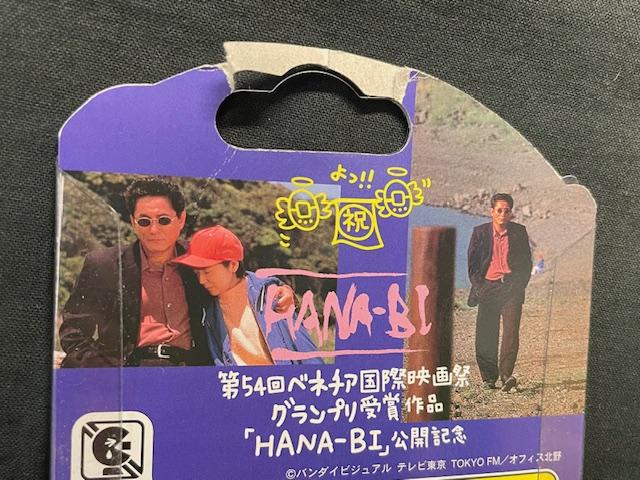 よっ!!
祝
HANA-BI
第54回ベネチア国際映画祭
グランプリ受賞作品
「HANA-BI」公開記念
©バンダイビジュアル テレビ東京 TOKYO FM/オフィス北野